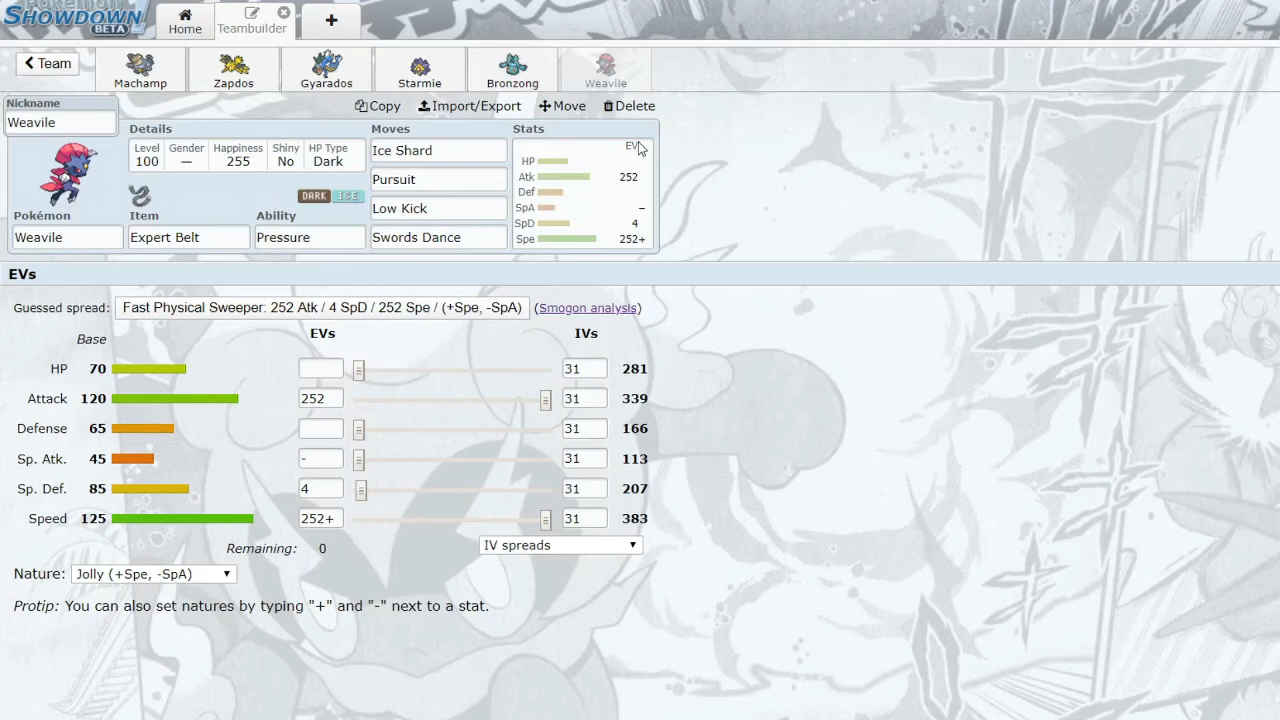 Pokémon
SHOWDOWN
BETA
Home
Teambuilder
+
Team
Machamp
Zapdos
Gyarados
Starmie
Bronzong
Weavile
Nickname
Weavile
Copy
Import/Export
Move
Delete
Details
Level Gender Happiness Shiny HP Type
100 — 255 No Dark
DARK ICE
Pokémon
Weavile
Item
Expert Belt
Ability
Pressure
Moves
Ice Shard
Pursuit
Low Kick
Swords Dance
Stats
EV
HP
Atk 252
Def
SpA –
SpD 4
Spe 252+
EVs
Guessed spread: Fast Physical Sweeper: 252 Atk / 4 SpD / 252 Spe / (+Spe, -SpA) (Smogon analysis)
Base EVs IVs
HP 70 31 281
Attack 120 252 31 339
Defense 65 31 166
Sp. Atk. 45 - 31 113
Sp. Def. 85 4 31 207
Speed 125 252+ 31 383
Remaining: 0 IV spreads
Nature: Jolly (+Spe, -SpA)
Protip: You can also set natures by typing "+" and "-" next to a stat.